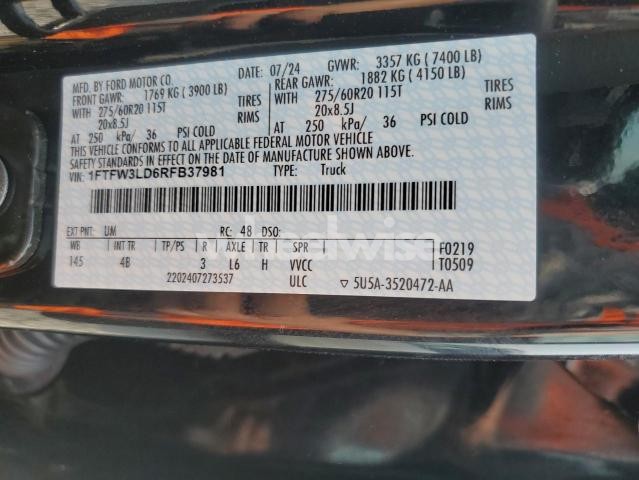 MFD. BY FORD MOTOR CO. DATE: 07/24 GVWR: 3357 KG ( 7400 LB)
FRONT GAWR: 1769 KG ( 3900 LB) REAR GAWR: 1882 KG ( 4150 LB)
WITH 275/60R20 115T TIRES WITH 275/60R20 115T TIRES
20x8.5J RIMS 20x8.5J RIMS
AT 250 kPa/ 36 PSI COLD AT 250 kPa/ 36 PSI COLD
THIS VEHICLE CONFORMS TO ALL APPLICABLE FEDERAL MOTOR VEHICLE
SAFETY STANDARDS IN EFFECT ON THE DATE OF MANUFACTURE SHOWN ABOVE.
VIN: 1FTFW3LD6RFB37981 TYPE: Truck
EXT PNT: UM RC: 48 DSO:
WB INT TR TP/PS R AXLE TR SPR F0219
145 4B 3 L6 H VVCC T0509
2202407273537 ULC 5U5A-3520472-AA